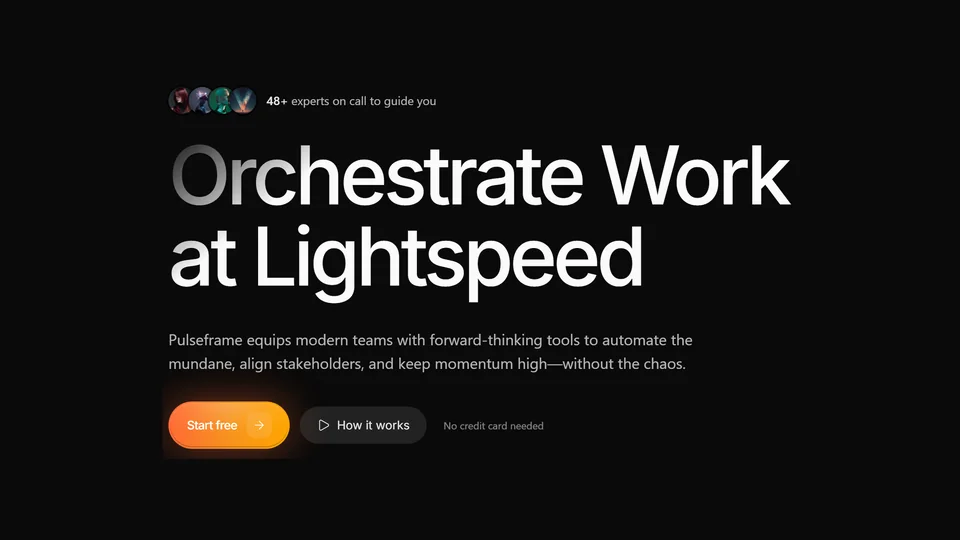 48+ experts on call to guide you
Orchestrate Work
at Lightspeed
Pulseframe equips modern teams with forward-thinking tools to automate the
mundane, align stakeholders, and keep momentum high—without the chaos.
Start free
How it works
No credit card needed